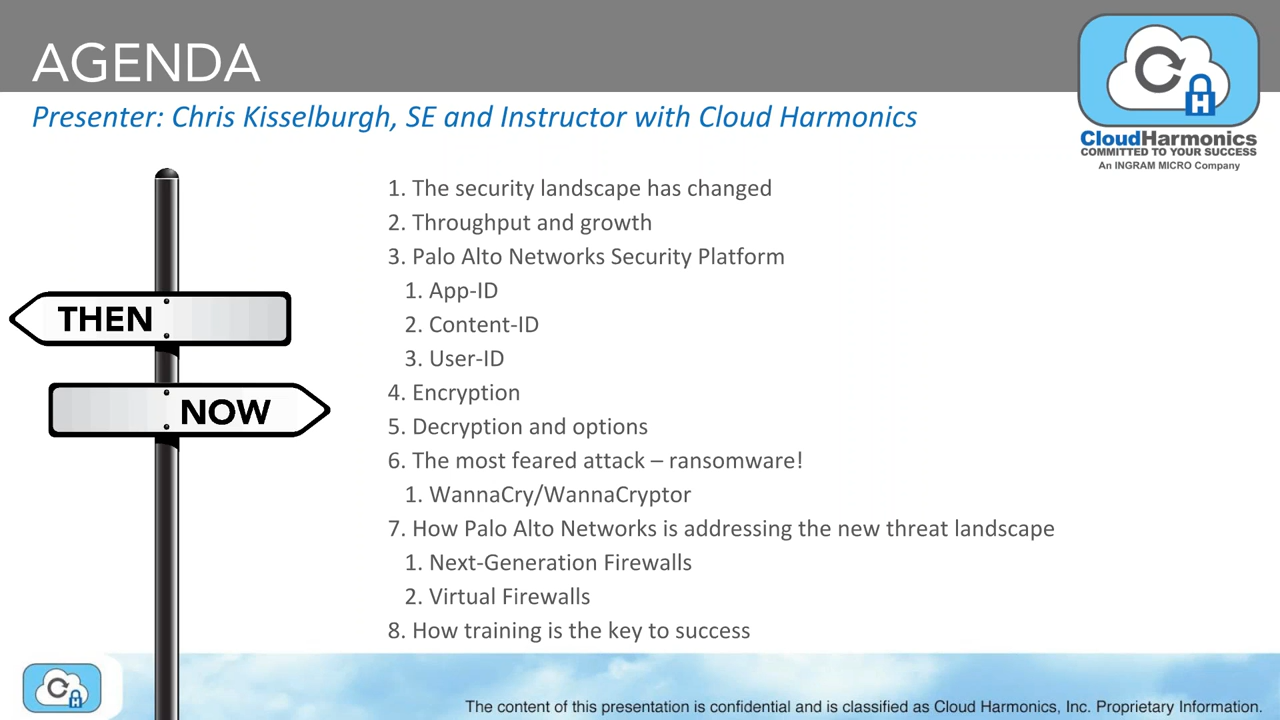 AGENDA
Presenter: Chris Kisselburgh, SE and Instructor with Cloud Harmonics
CloudHarmonics
COMMITTED TO YOUR SUCCESS
An INGRAM MICRO Company
THEN
NOW
1. The security landscape has changed
2. Throughput and growth
3. Palo Alto Networks Security Platform
1. App-ID
2. Content-ID
3. User-ID
4. Encryption
5. Decryption and options
6. The most feared attack – ransomware!
1. WannaCry/WannaCryptor
7. How Palo Alto Networks is addressing the new threat landscape
1. Next-Generation Firewalls
2. Virtual Firewalls
8. How training is the key to success
The content of this presentation is confidential and is classified as Cloud Harmonics, Inc. Proprietary Information.